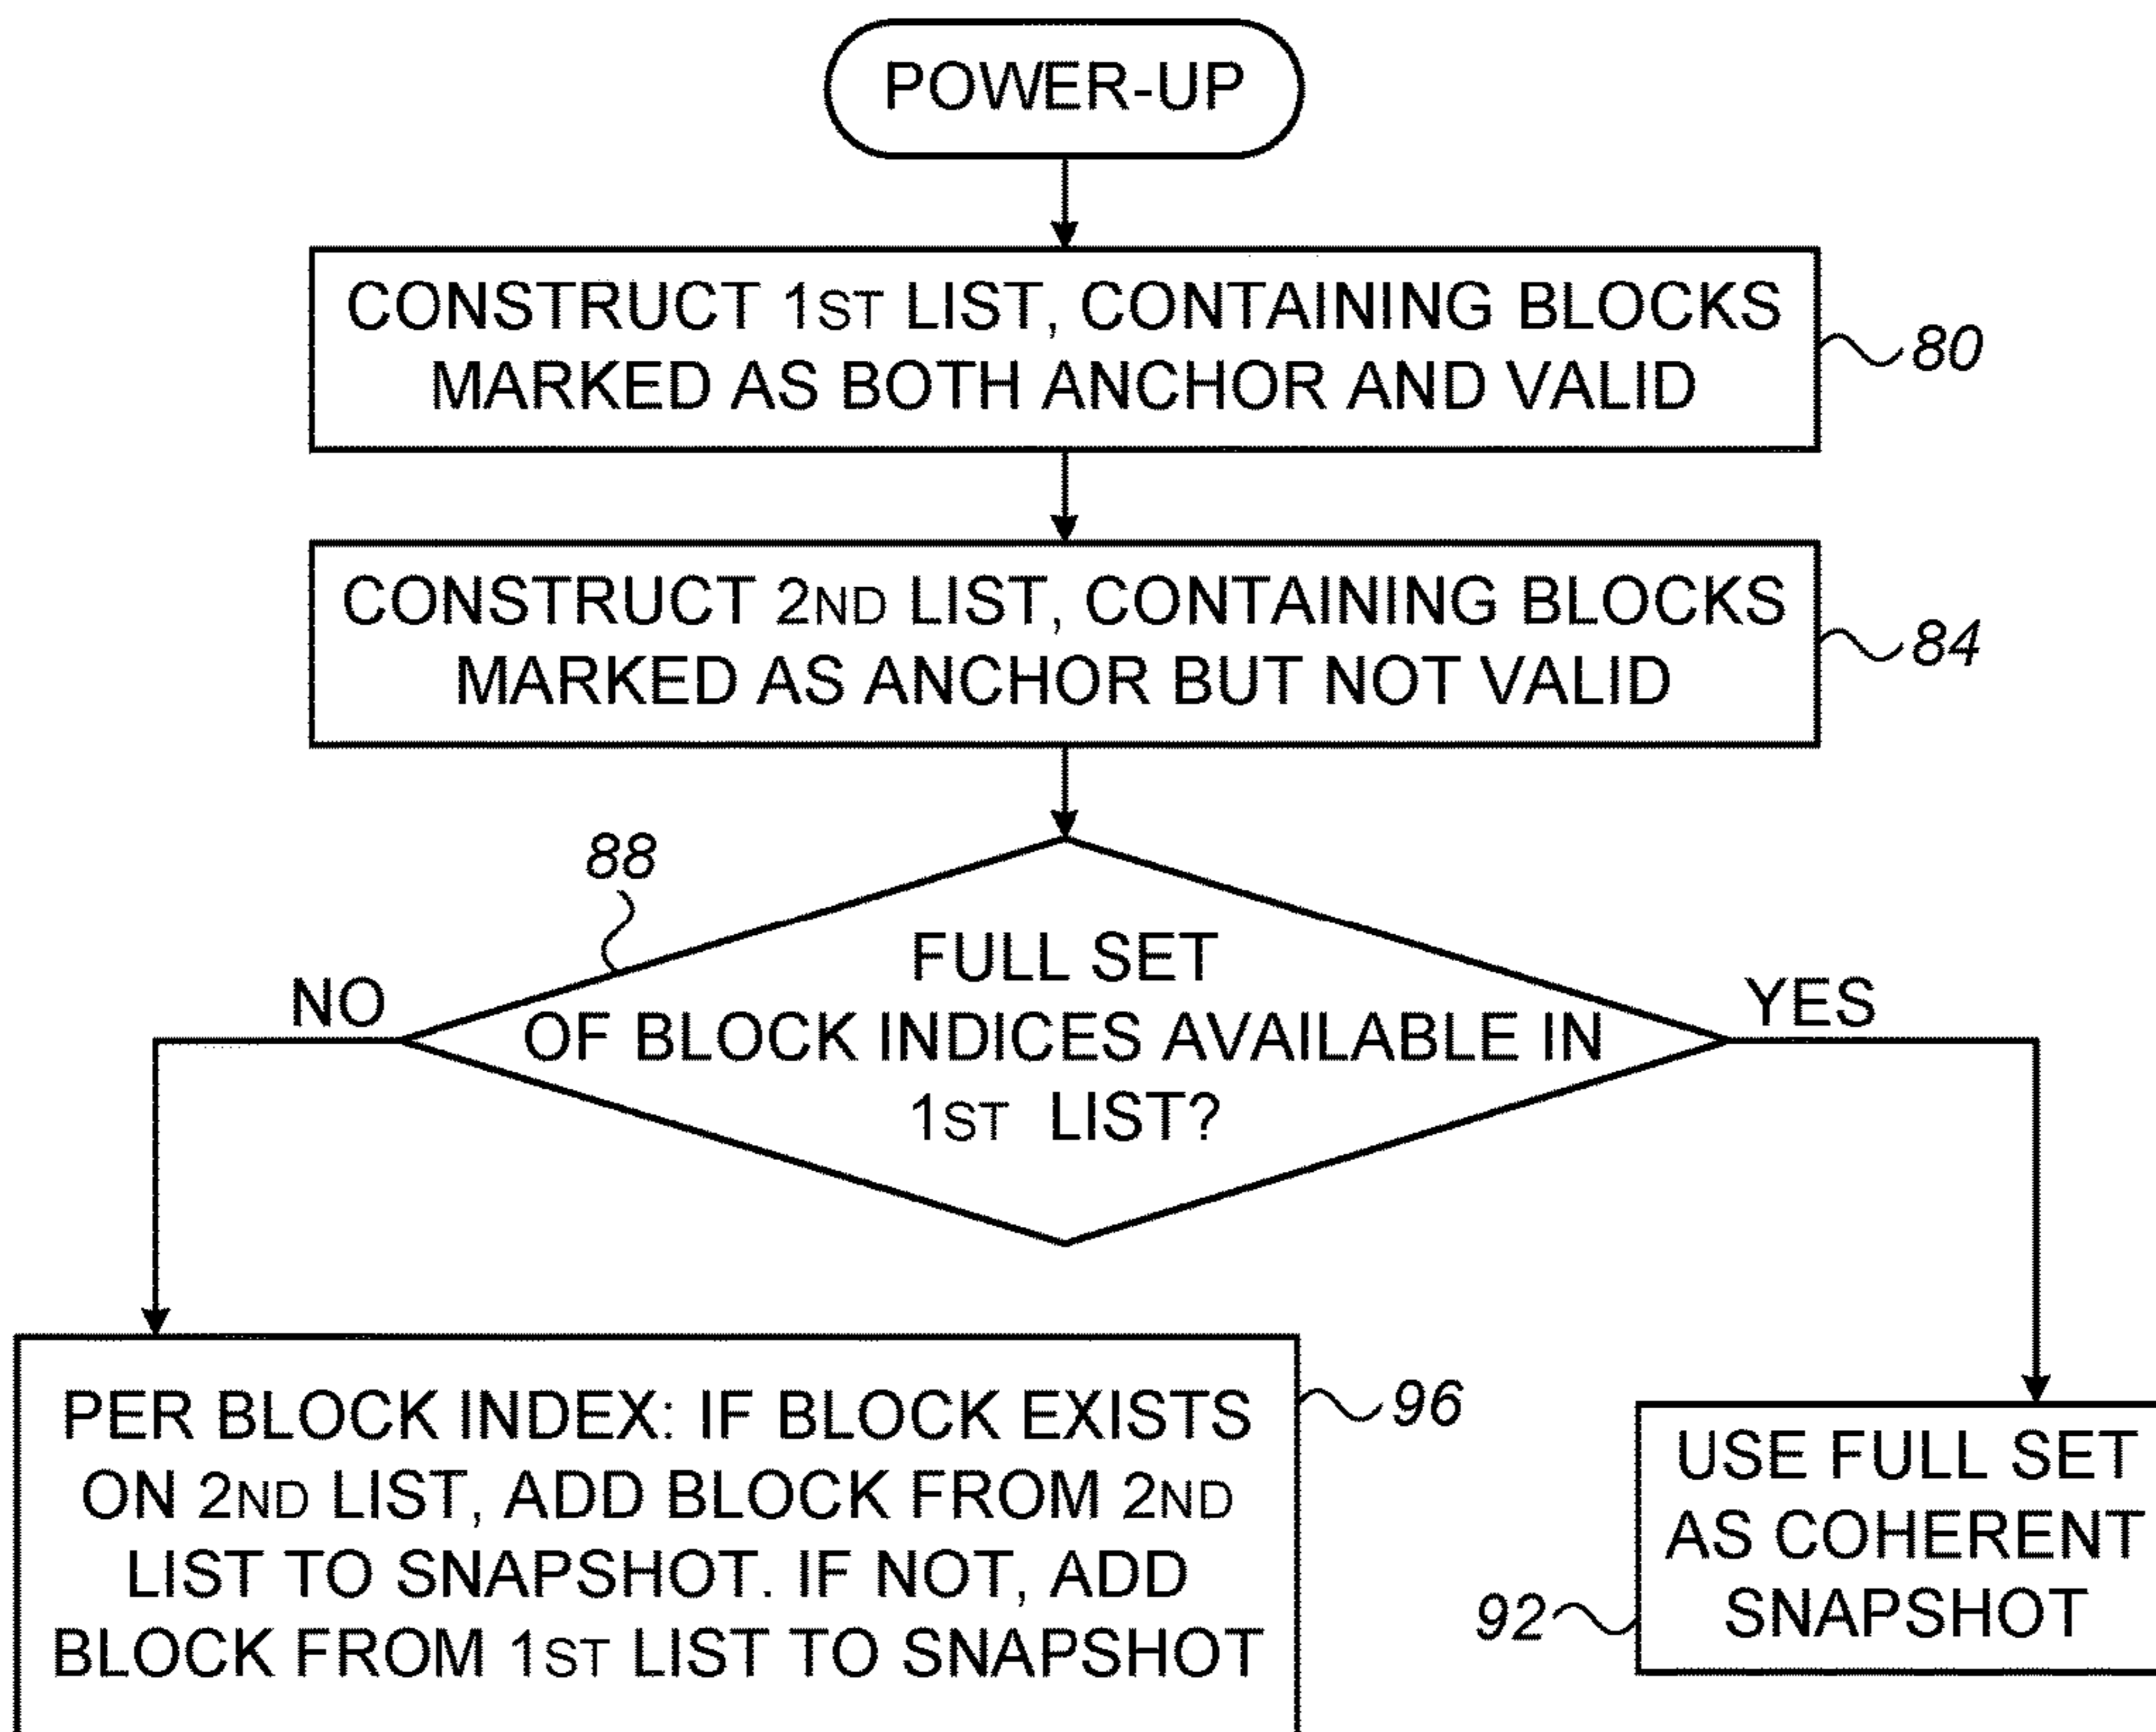 POWER-UP
CONSTRUCT 1ST LIST, CONTAINING BLOCKS
MARKED AS BOTH ANCHOR AND VALID
80
CONSTRUCT 2ND LIST, CONTAINING BLOCKS
MARKED AS ANCHOR BUT NOT VALID
84
88
FULL SET
OF BLOCK INDICES AVAILABLE IN
1ST LIST?
NO
YES
PER BLOCK INDEX: IF BLOCK EXISTS
ON 2ND LIST, ADD BLOCK FROM 2ND
LIST TO SNAPSHOT. IF NOT, ADD
BLOCK FROM 1ST LIST TO SNAPSHOT
96
USE FULL SET
AS COHERENT
SNAPSHOT
92